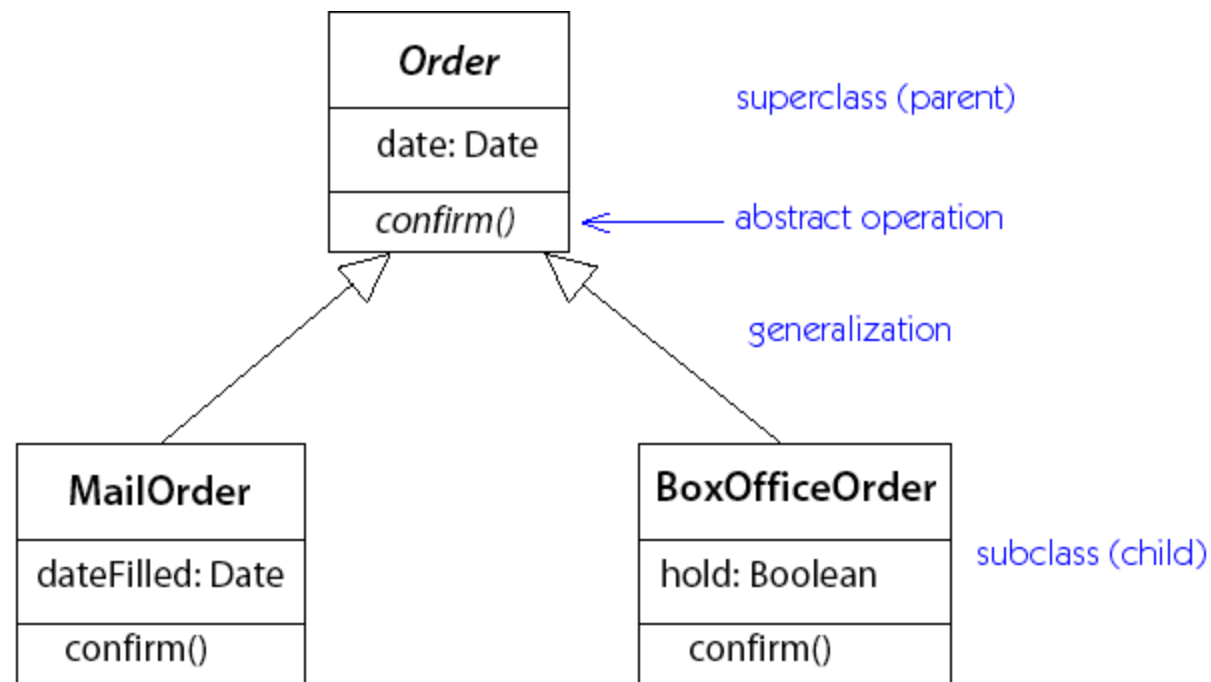 Order
superclass (parent)
date: Date
confirm()
abstract operation
generalization
MailOrder
BoxOfficeOrder
dateFilled: Date
hold: Boolean
subclass (child)
confirm()
confirm()